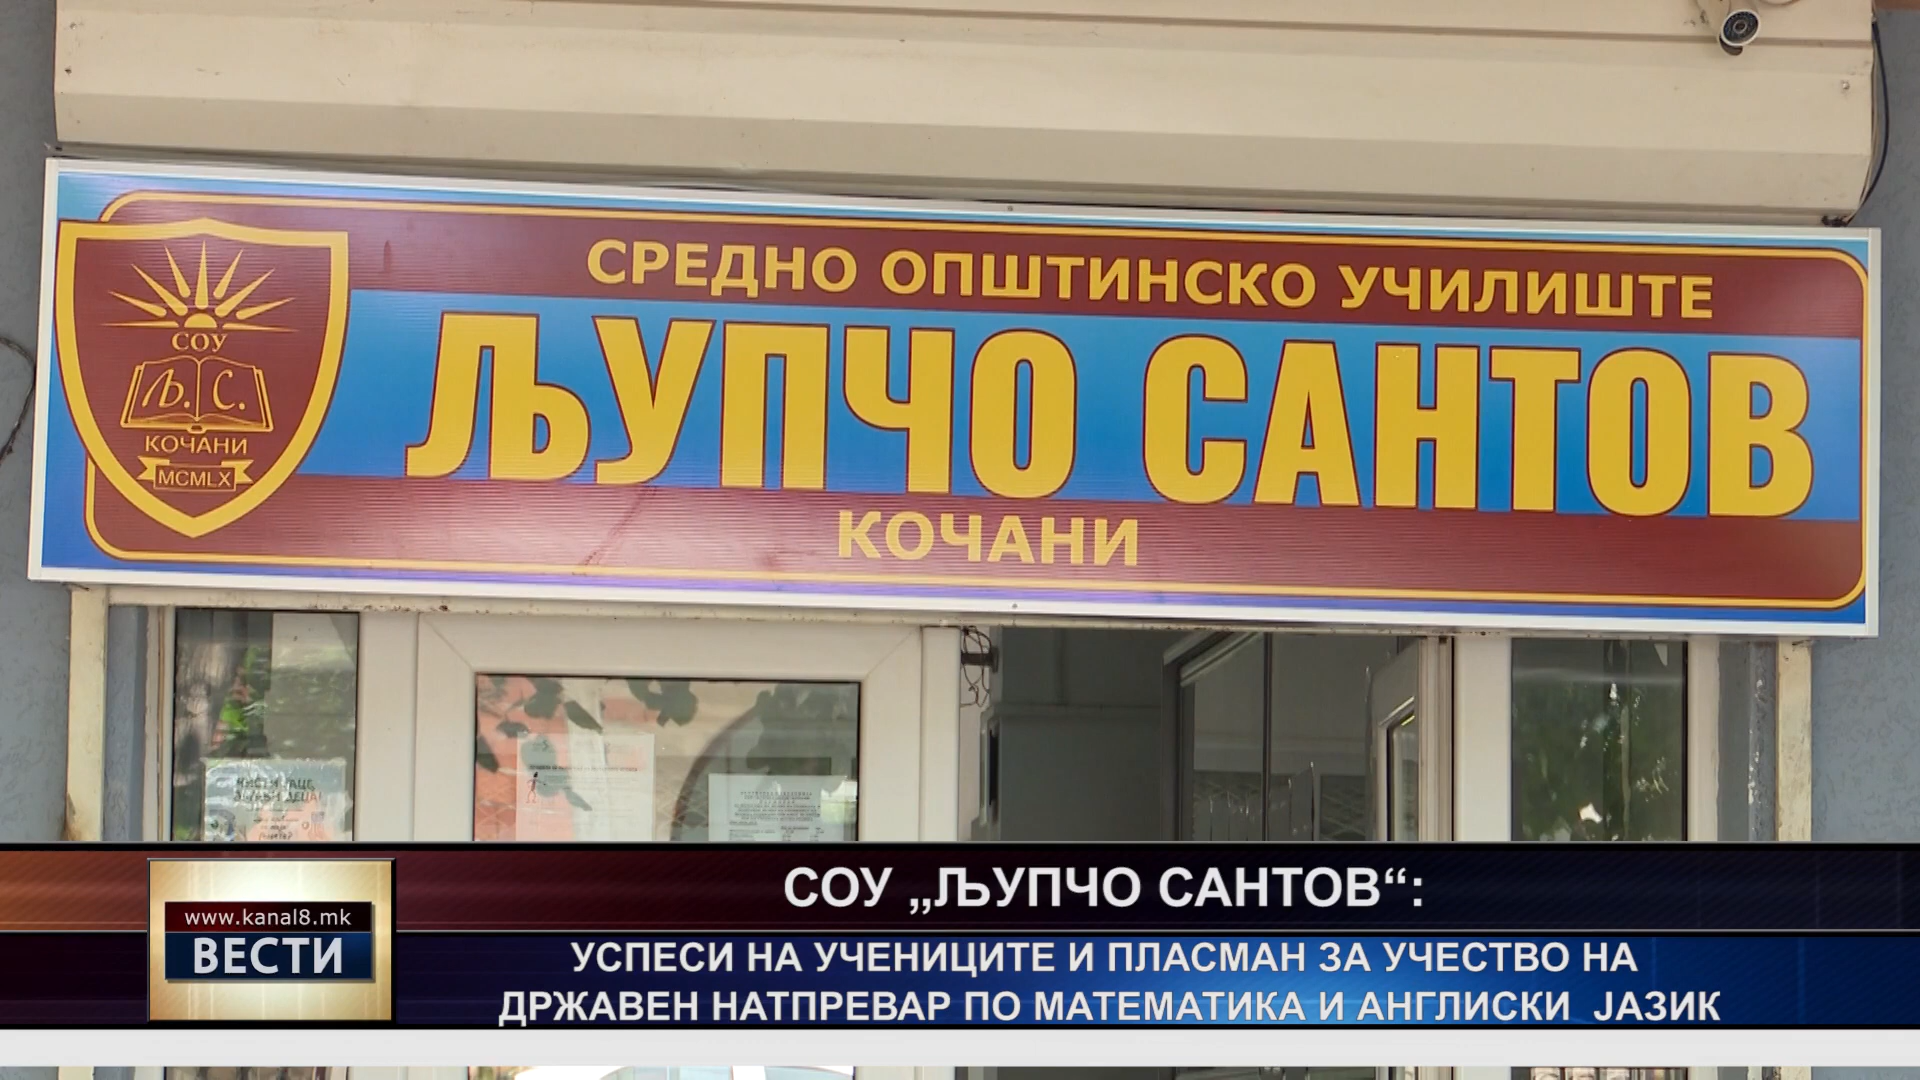 СРЕДНО ОПШТИНСКО УЧИЛИШТЕ
ЉУПЧО САНТОВ
КОЧАНИ
СОУ
Љ. С.
КОЧАНИ
MCMLX
СОУ „ЉУПЧО САНТОВ“:
www.kanal8.mk
ВЕСТИ
УСПЕСИ НА УЧЕНИЦИТЕ И ПЛАСМАН ЗА УЧЕСТВО НА
ДРЖАВЕН НАТПРЕВАР ПО МАТЕМАТИКА И АНГЛИСКИ ЈАЗИК